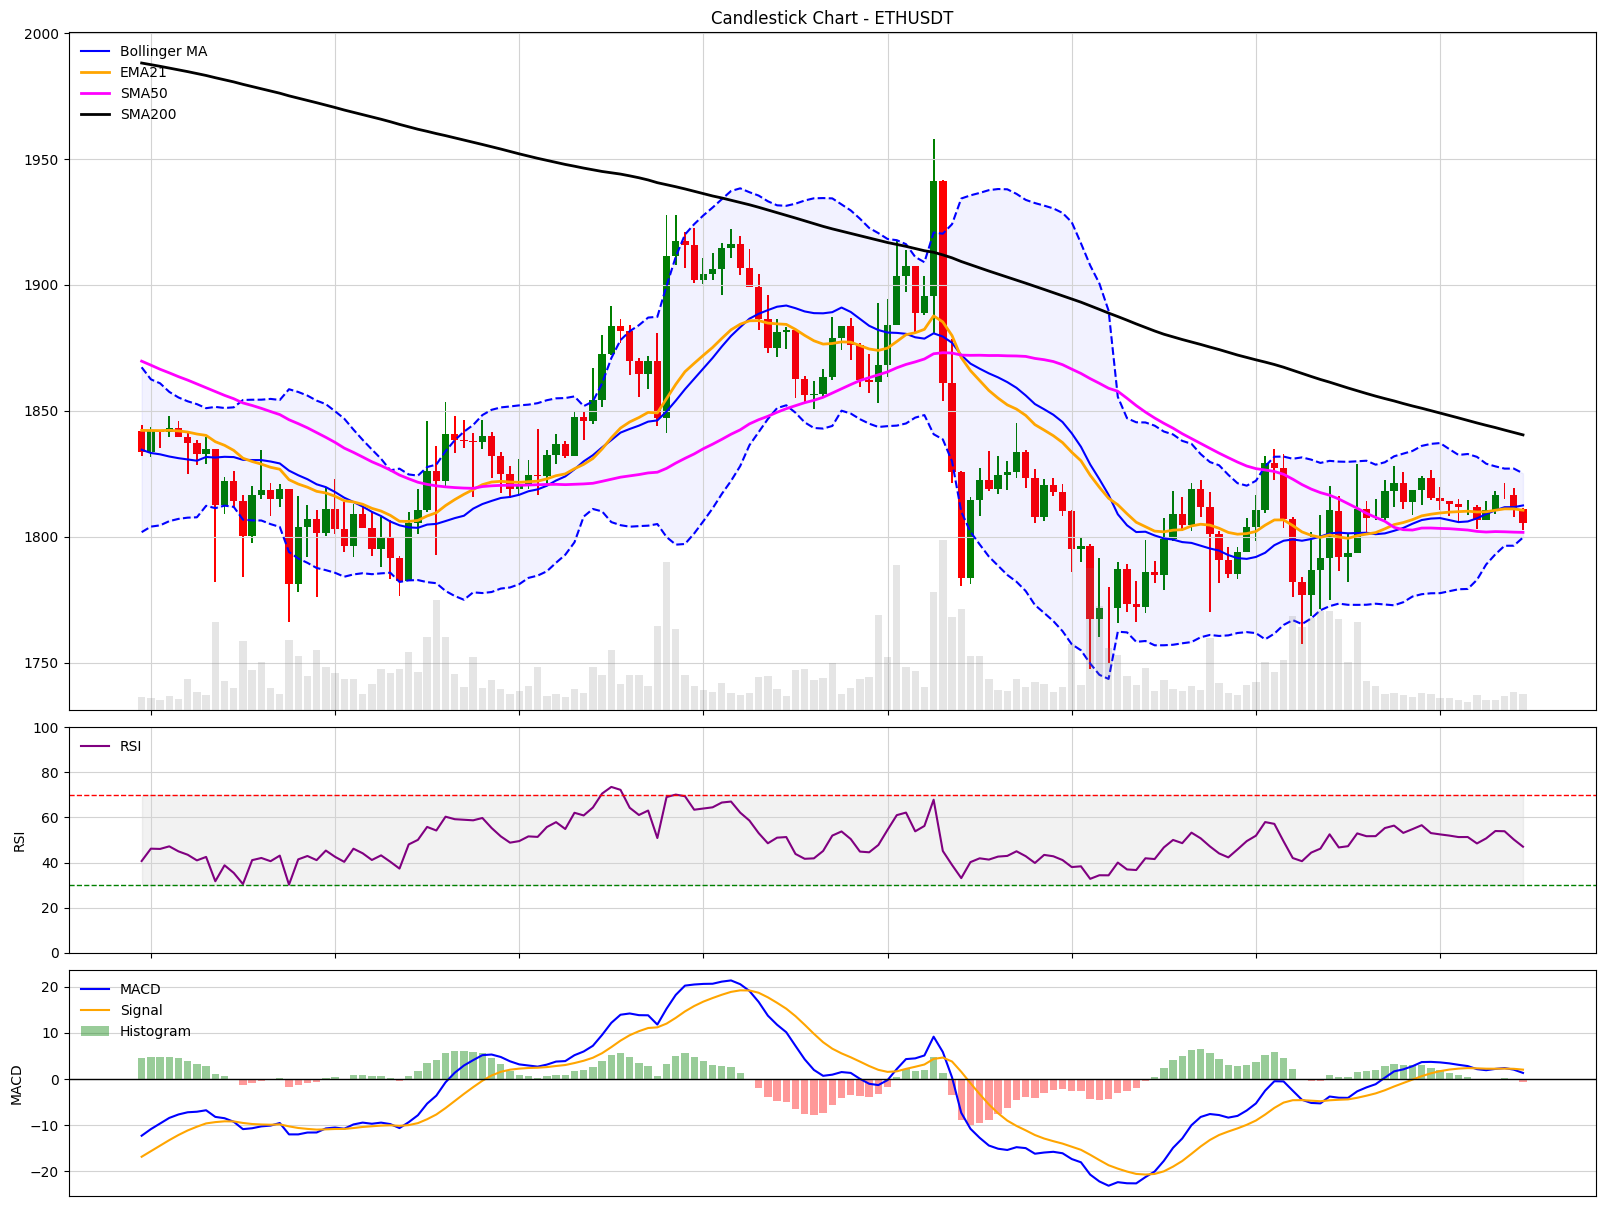 Candlestick Chart - ETHUSDT
2000
1950
1900
1850
1800
1750
Bollinger MA
EMA21
SMA50
SMA200
RSI
100
80
60
40
20
0
RSI
MACD
20
10
0
−10
−20
MACD
Signal
Histogram